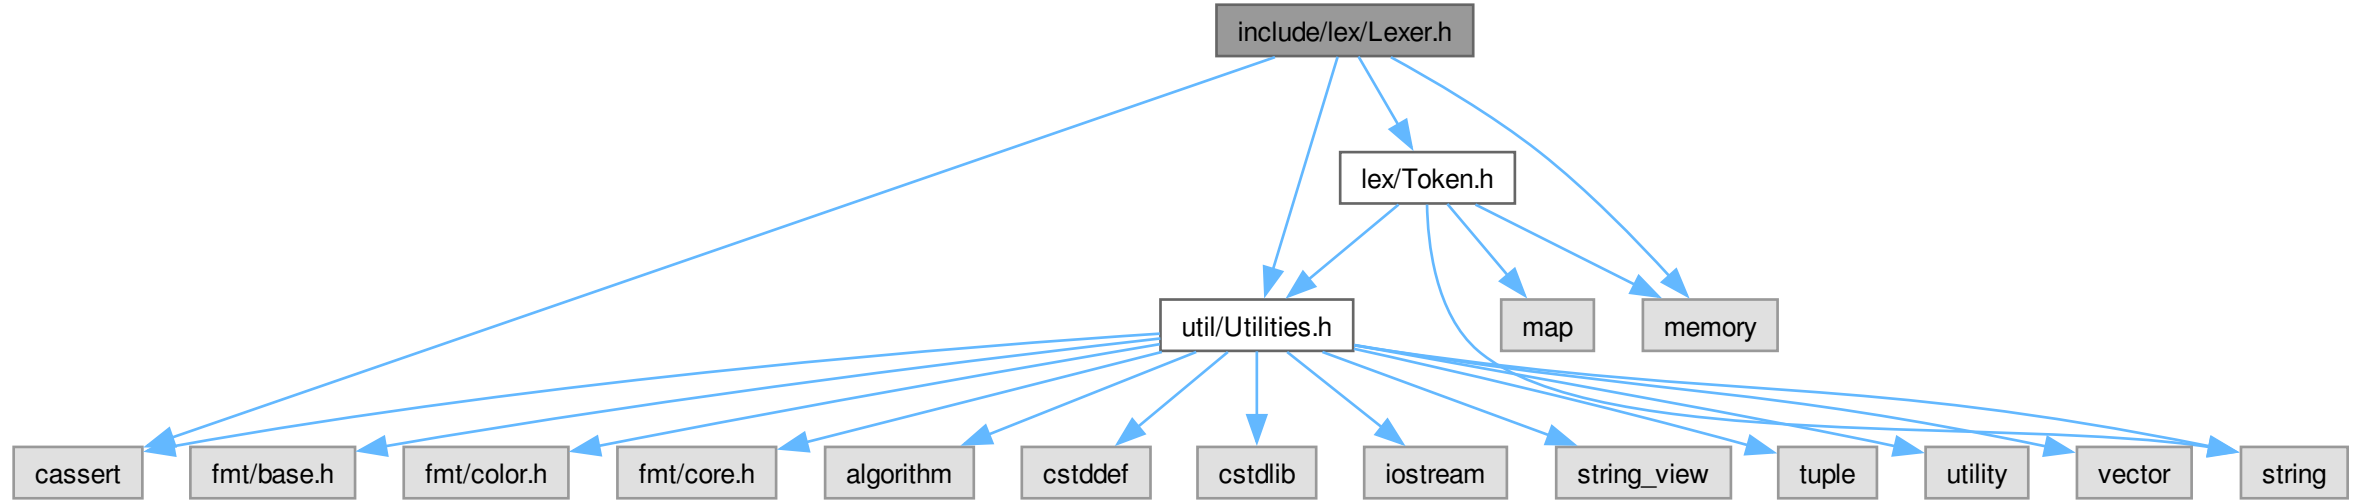 include/lex/Lexer.h
lex/Token.h
util/Utilities.h
map
memory
cassert
fmt/base.h
fmt/color.h
fmt/core.h
algorithm
cstddef
cstdlib
iostream
string_view
tuple
utility
vector
string